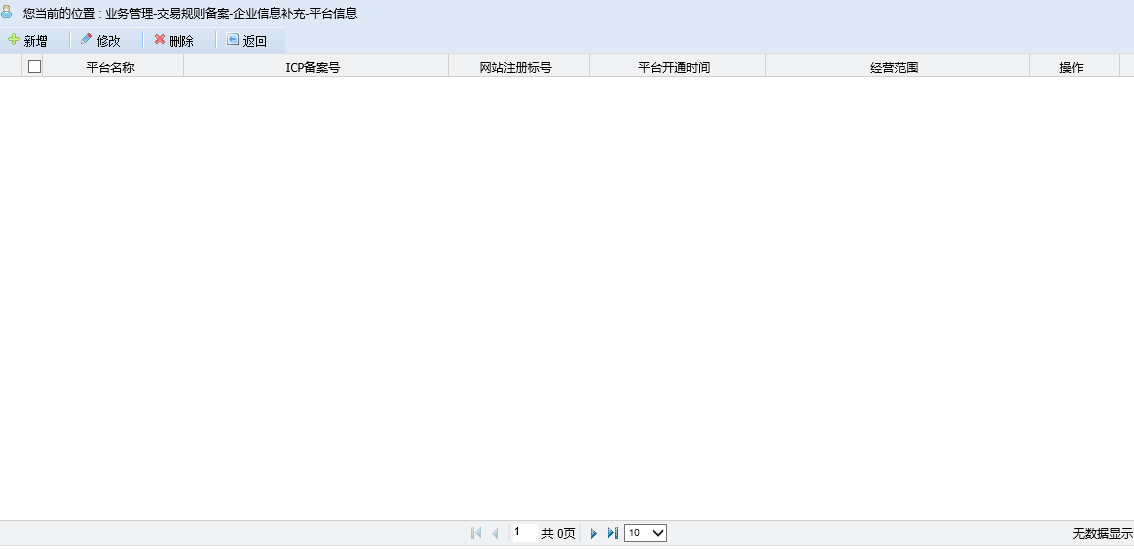 您当前的位置 : 业务管理-交易规则备案-企业信息补充-平台信息
新增 修改 删除 返回
平台名称 ICP备案号 网站注册标号 平台开通时间 经营范围 操作
1 共 0页 10 无数据显示